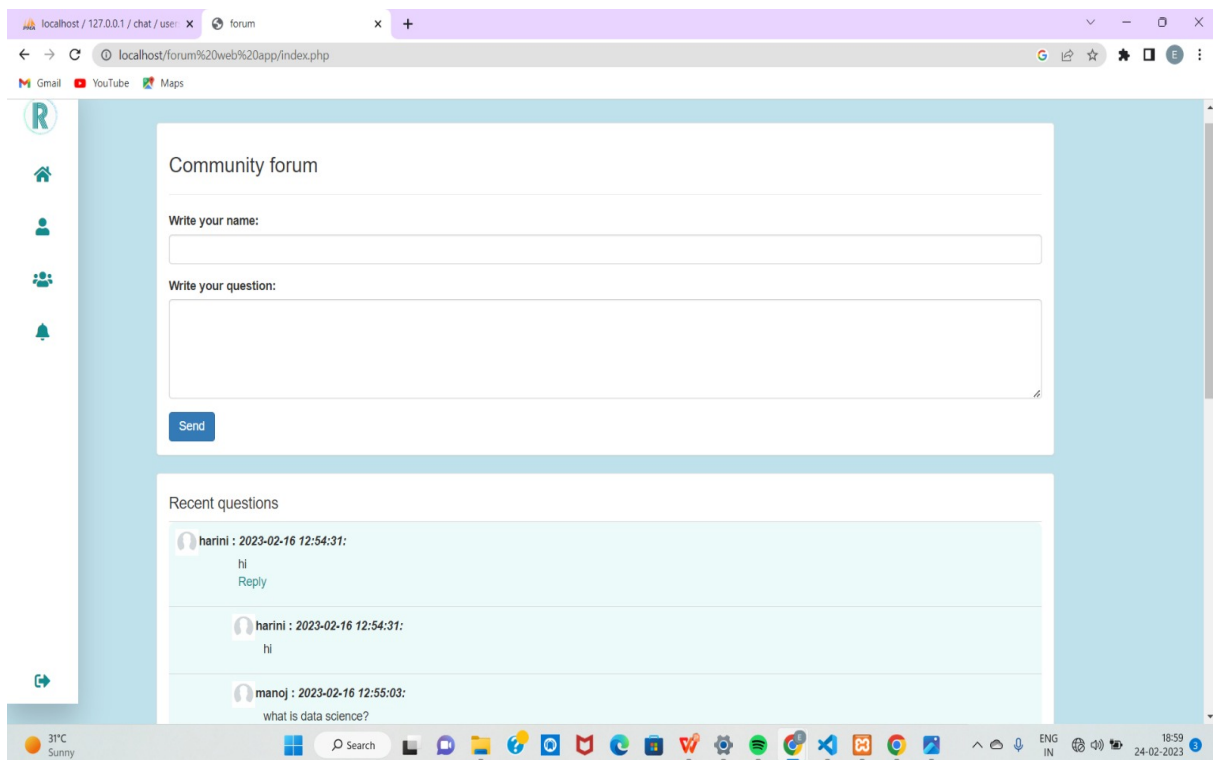 localhost / 127.0.0.1 / chat / user
forum
localhost/forum%20web%20app/index.php
G
E
Gmail
YouTube
Maps
R
Community forum
Write your name:
Write your question:
Send
Recent questions
harini : 2023-02-16 12:54:31:
hi
Reply
harini : 2023-02-16 12:54:31:
hi
manoj : 2023-02-16 12:55:03:
what is data science?
31°C
Sunny
Search
ENG
IN
18:59
24-02-2023
3